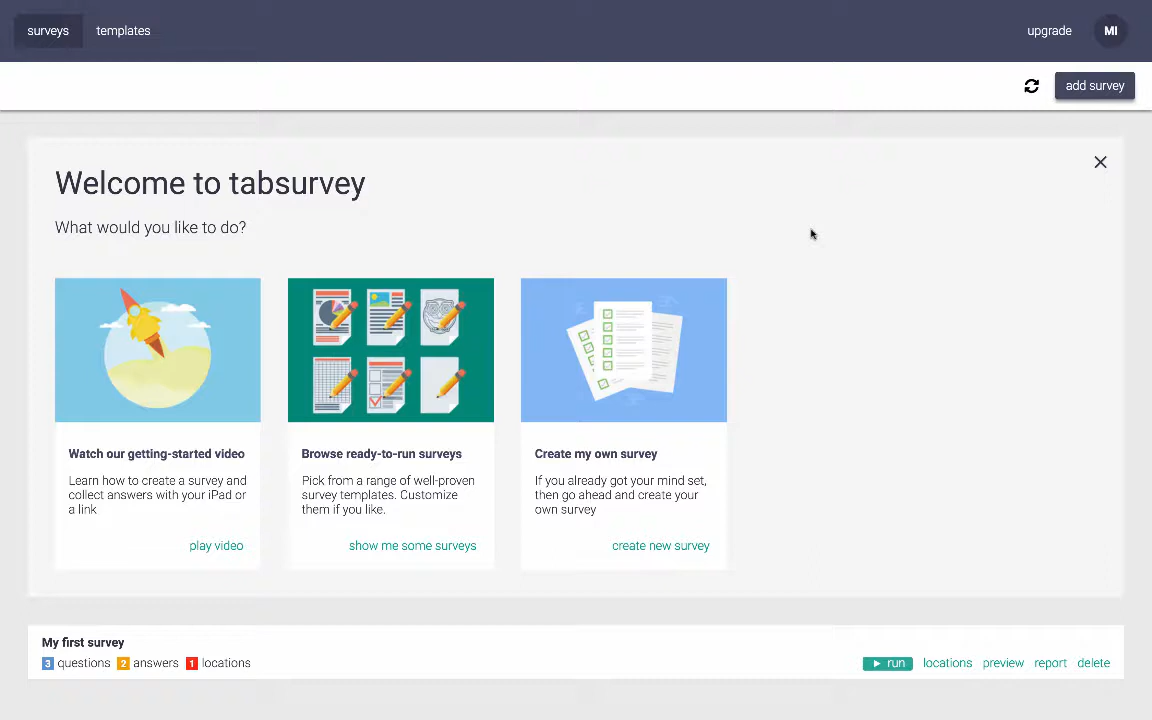 surveys templates upgrade MI
add survey
Welcome to tabsurvey
What would you like to do?
Watch our getting-started video
Learn how to create a survey and
collect answers with your iPad or
a link
play video
Browse ready-to-run surveys
Pick from a range of well-proven
survey templates. Customize
them if you like.
show me some surveys
Create my own survey
If you already got your mind set,
then go ahead and create your
own survey
create new survey
My first survey
3 questions 2 answers 1 locations
run locations preview report delete